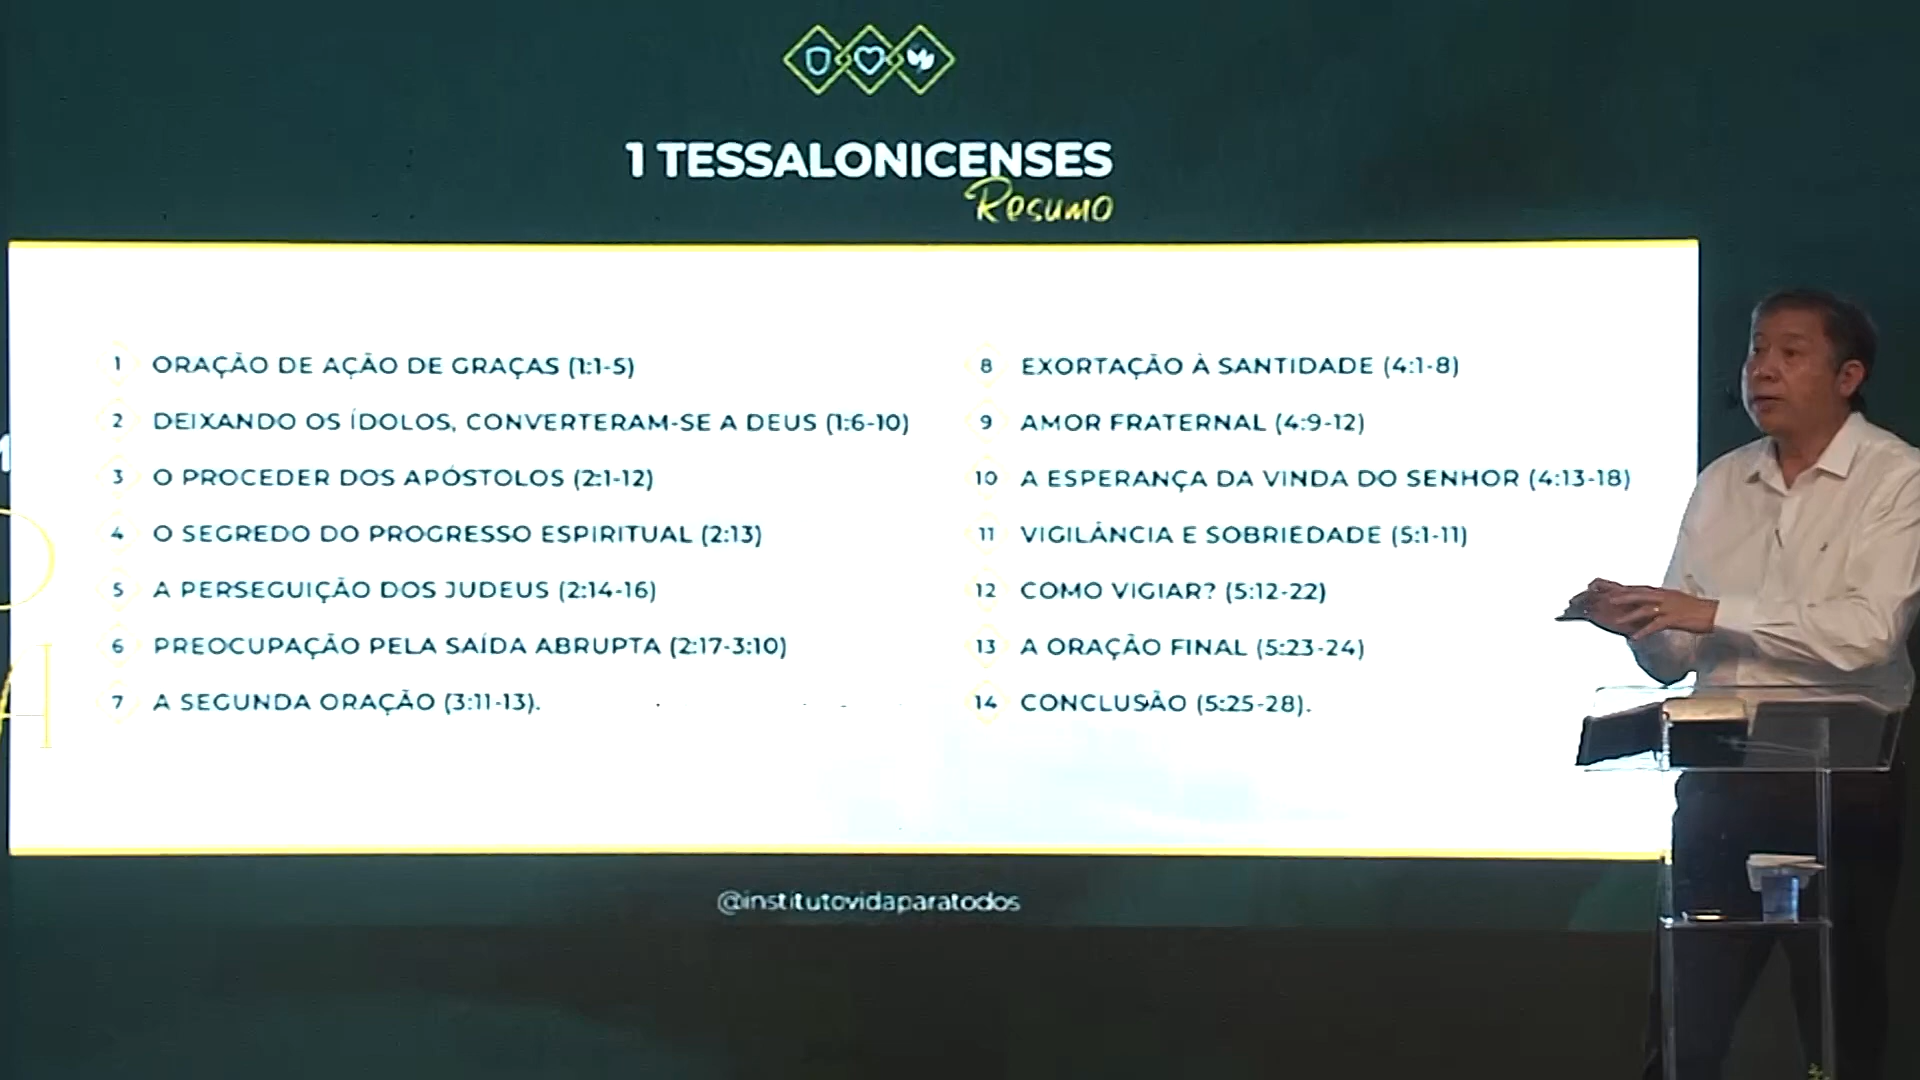 1 TESSALONICENSES
Resumo
1 ORAÇÃO DE AÇÃO DE GRAÇAS (1:1-5)
2 DEIXANDO OS ÍDOLOS, CONVERTERAM-SE A DEUS (1:6-10)
3 O PROCEDER DOS APÓSTOLOS (2:1-12)
4 O SEGREDO DO PROGRESSO ESPIRITUAL (2:13)
5 A PERSEGUIÇÃO DOS JUDEUS (2:14-16)
6 PREOCUPAÇÃO PELA SAÍDA ABRUPTA (2:17-3:10)
7 A SEGUNDA ORAÇÃO (3:11-13).
8 EXORTAÇÃO À SANTIDADE (4:1-8)
9 AMOR FRATERNAL (4:9-12)
10 A ESPERANÇA DA VINDA DO SENHOR (4:13-18)
11 VIGILÂNCIA E SOBRIEDADE (5:1-11)
12 COMO VIGIAR? (5:12-22)
13 A ORAÇÃO FINAL (5:23-24)
14 CONCLUSÃO (5:25-28).
@institutovidaparatodos